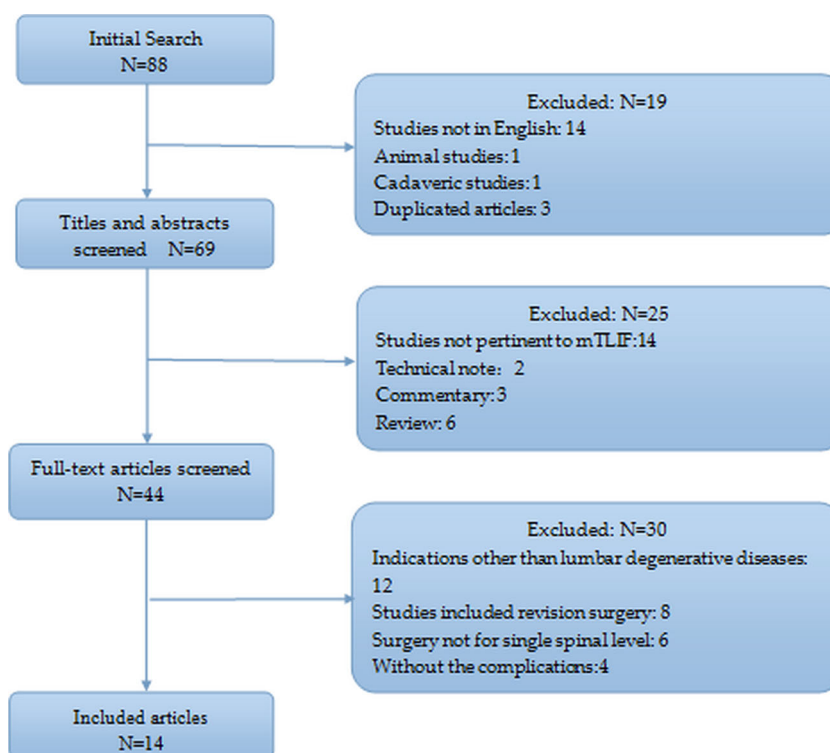 Initial Search
N=88
Excluded: N=19
Studies not in English: 14
Animal studies: 1
Cadaveric studies: 1
Duplicated articles: 3
Titles and abstracts
screened N=69
Excluded: N=25
Studies not pertinent to mTLIF:14
Technical note： 2
Commentary: 3
Review: 6
Full-text articles screened
N=44
Excluded: N=30
Indications other than lumbar degenerative diseases:
12
Studies included revision surgery: 8
Surgery not for single spinal level: 6
Without the complications:4
Included articles
N=14